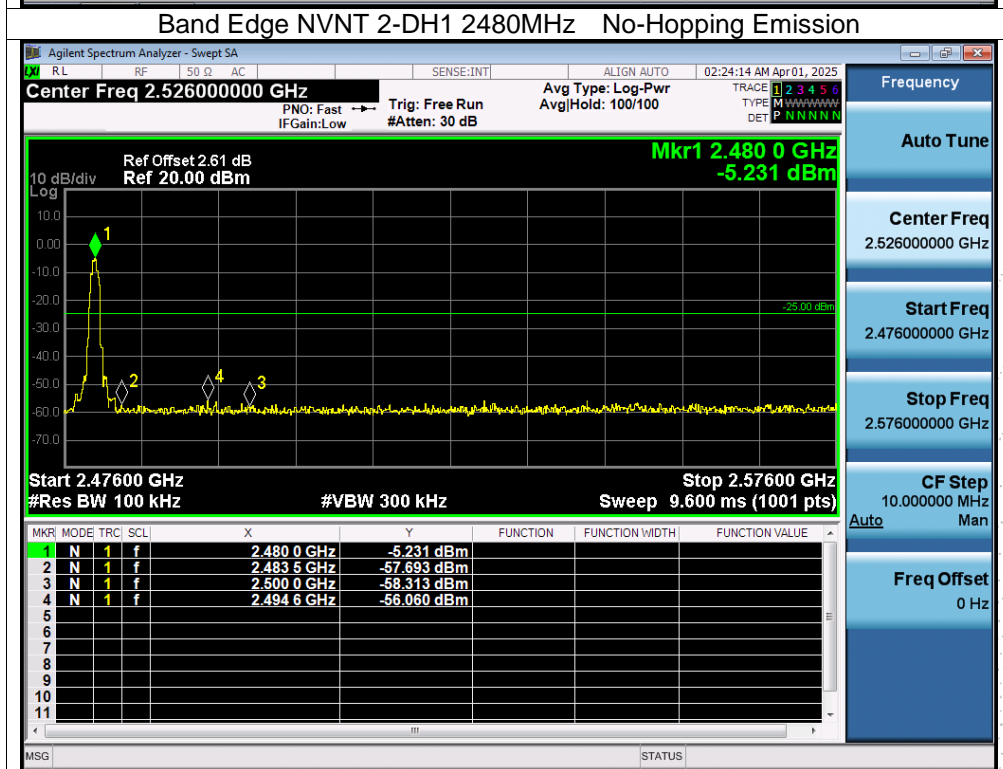 Band Edge NVNT 2-DH1 2480MHz No-Hopping Emission
Agilent Spectrum Analyzer - Swept SA
LXI RL RF 50 Ω AC SENSE:INT ALIGN AUTO 02:24:14 AM Apr 01, 2025
Center Freq 2.526000000 GHz
PNO: Fast
IFGain:Low
Trig: Free Run
#Atten: 30 dB
Avg Type: Log-Pwr
Avg|Hold: 100/100
TRACE 1 2 3 4 5 6
TYPE M WWWWW
DET P N N N N N
Frequency
Auto Tune
Center Freq
2.526000000 GHz
Start Freq
2.476000000 GHz
Stop Freq
2.576000000 GHz
CF Step
10.000000 MHz
Auto Man
Freq Offset
0 Hz
Mkr1 2.480 0 GHz
-5.231 dBm
Ref Offset 2.61 dB
10 dB/div Ref 20.00 dBm
Log
10.0
0.00
-10.0
-20.0
-30.0
-40.0
-50.0
-60.0
-70.0
-25.00 dBm
1
2
4
3
Start 2.47600 GHz Stop 2.57600 GHz
#Res BW 100 kHz #VBW 300 kHz Sweep 9.600 ms (1001 pts)
MKR MODE TRC SCL X Y FUNCTION FUNCTION WIDTH FUNCTION VALUE
1 N 1 f 2.480 0 GHz -5.231 dBm
2 N 1 f 2.483 5 GHz -57.693 dBm
3 N 1 f 2.500 0 GHz -58.313 dBm
4 N 1 f 2.494 6 GHz -56.060 dBm
5
6
7
8
9
10
11
MSG STATUS